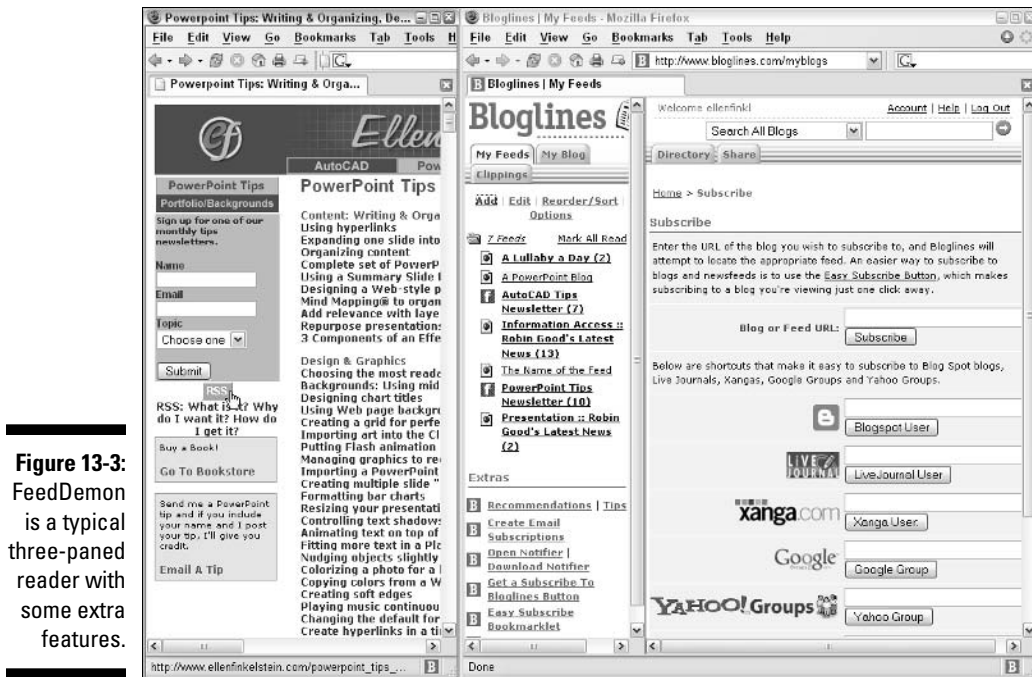 Figure 13-3:
FeedDemon
is a typical
three-paned
reader with
some extra
features.
Powerpoint Tips: Writing & Organizing, De...
File Edit View Go Bookmarks Tab Tools H
Powerpoint Tips: Writing & Orga...
Ellen
AutoCAD Pow
PowerPoint Tips
Portfolio/Backgrounds
Sign up for one of our
monthly tips
newsletters.
Name
Email
Topic
Choose one
Submit
RSS
RSS: What is it? Why
do I want it? How do
I get it?
Buy a Book!
Go To Bookstore
Send me a PowerPoint
tip and if you include
your name and I post
your tip, I'll give you
credit.
Email A Tip
PowerPoint Tips
Content: Writing & Orga
Using hyperlinks
Expanding one slide into
Organizing content
Complete set of PowerP
Using a Summary Slide
Designing a Web-style p
Mind Mapping® to organ
Add relevance with laye
Repurpose presentation
3 Components of an Effe
Design & Graphics
Choosing the most reada
Backgrounds: Using mid
Designing chart titles
Using Web page backgr
Creating a grid for perfe
Importing art into the Cl
Putting Flash animation
Managing graphics to re
Importing a PowerPoint
Creating multiple slide "
Formatting bar charts
Resizing your presentati
Controlling text shadow
Animating text on top of
Fitting more text in a Pla
Nudging objects slightly
Colorizing a photo for a
Copying colors from a W
Creating soft edges
Playing music continuou
Changing the default for
Create hyperlinks in a ti
http://www.ellenfinkelstein.com/powerpoint_tips_...
B
Bloglines | My Feeds - Mozilla Firefox
File Edit View Go Bookmarks Tab Tools Help
http://www.bloglines.com/myblogs
Bloglines | My Feeds
Bloglines
My Feeds My Blog
Clippings
Add | Edit | Reorder/Sort
Options
7 Feeds Mark All Read
A Lullaby a Day (2)
A PowerPoint Blog
AutoCAD Tips
Newsletter (7)
Information Access ::
Robin Good's Latest
News (13)
The Name of the Feed
PowerPoint Tips
Newsletter (10)
Presentation :: Robin
Good's Latest News
(2)
Extras
Recommendations | Tips
Create Email
Subscriptions
Open Notifier |
Download Notifier
Get a Subscribe To
Bloglines Button
Easy Subscribe
Bookmarklet
Welcome ellenfinkl
Account | Help | Log Out
Search All Blogs
Directory Share
Home > Subscribe
Subscribe
Enter the URL of the blog you wish to subscribe to, and Bloglines will
attempt to locate the appropriate feed. An easier way to subscribe to
blogs and newsfeeds is to use the Easy Subscribe Button, which makes
subscribing to a blog you're viewing just one click away.
Blog or Feed URL:
Subscribe
Below are shortcuts that make it easy to subscribe to Blog Spot blogs,
Live Journals, Xangas, Google Groups and Yahoo Groups.
Blogspot User
LIVE JOURNAL
LiveJournal User
xanga.com
Xanga User
Google
Google Group
YAHOO! Groups
Yahoo Group
Done
B